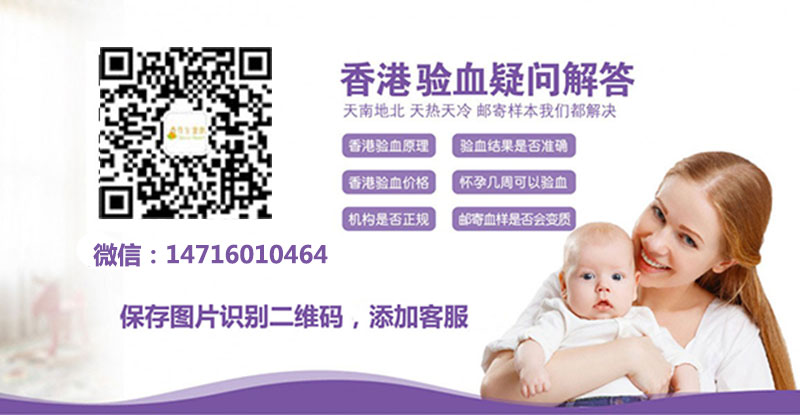 香港验血疑问解答
天南地北 天热天冷 邮寄样本我们都解决
香港验血原理
验血结果是否准确
香港验血价格
怀孕几周可以验血
机构是否正规
邮寄血样是否会变质
微信：14716010464
保存图片识别二维码，添加客服